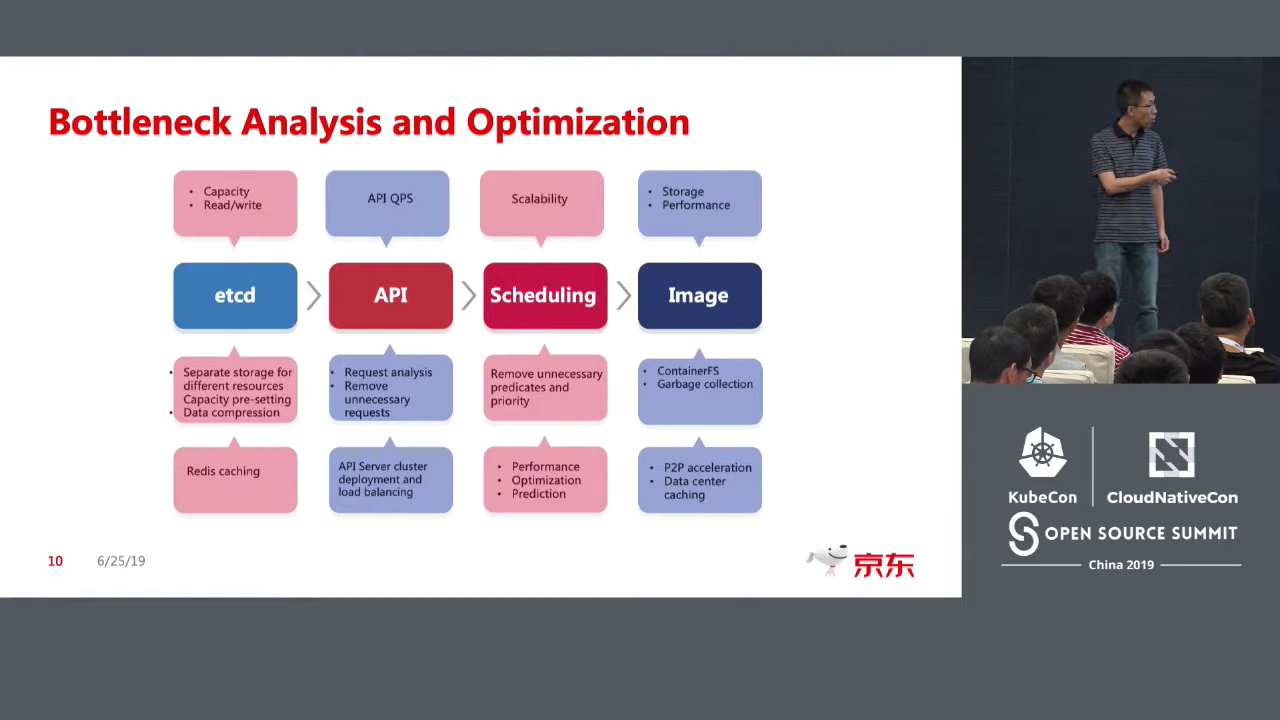 Bottleneck Analysis and Optimization
• Capacity
• Read/write
API QPS
Scalability
• Storage
• Performance
etcd
API
Scheduling
Image
• Separate storage for
different resources
Capacity pre-setting
• Data compression
• Request analysis
• Remove
unnecessary
requests
Remove unnecessary
predicates and
priority
• ContainerFS
• Garbage collection
Redis caching
API Server cluster
deployment and
load balancing
• Performance
• Optimization
• Prediction
• P2P acceleration
• Data center
caching
10
6/25/19
京东
KubeCon
CloudNativeCon
OPEN SOURCE SUMMIT
China 2019